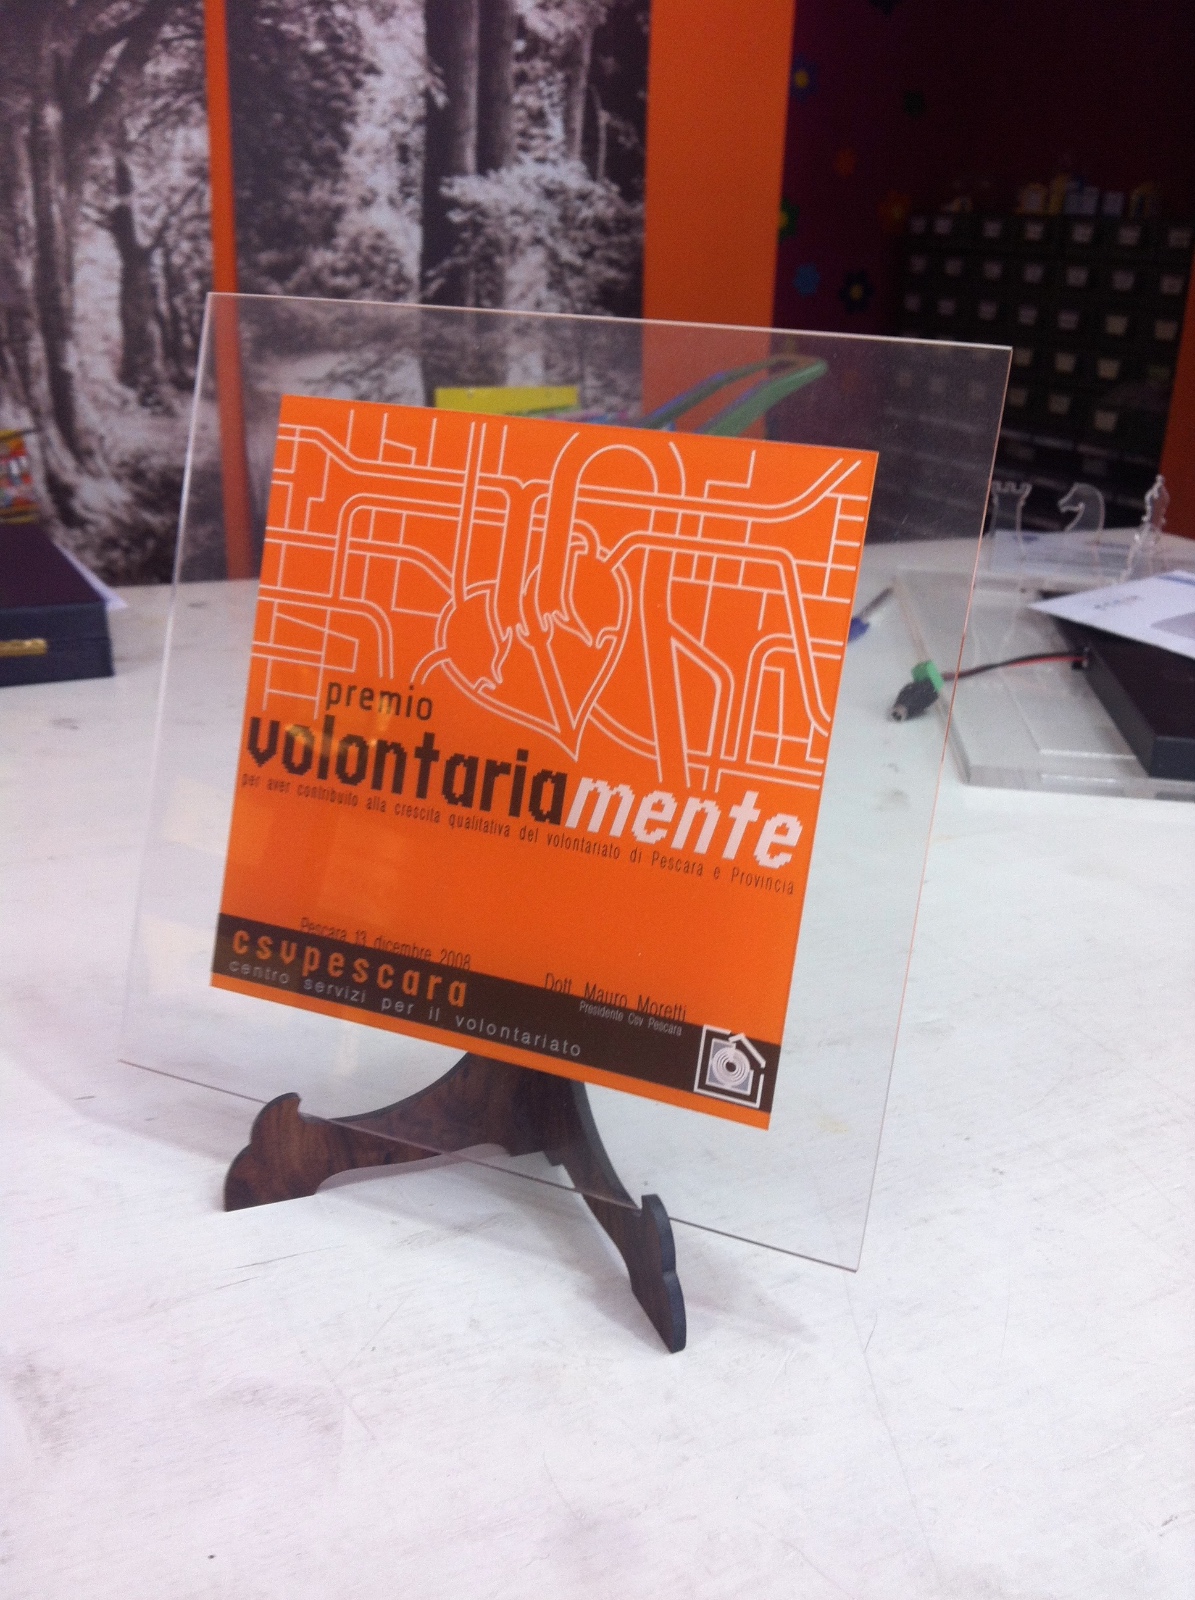 premio
volontariamente
per aver contribuito alla crescita qualitativa del volontariato di Pescara e Provincia
Pescara 13 dicembre 2008
Dott. Mauro Moretti
Presidente Csv Pescara
csvpescara
centro servizi per il volontariato